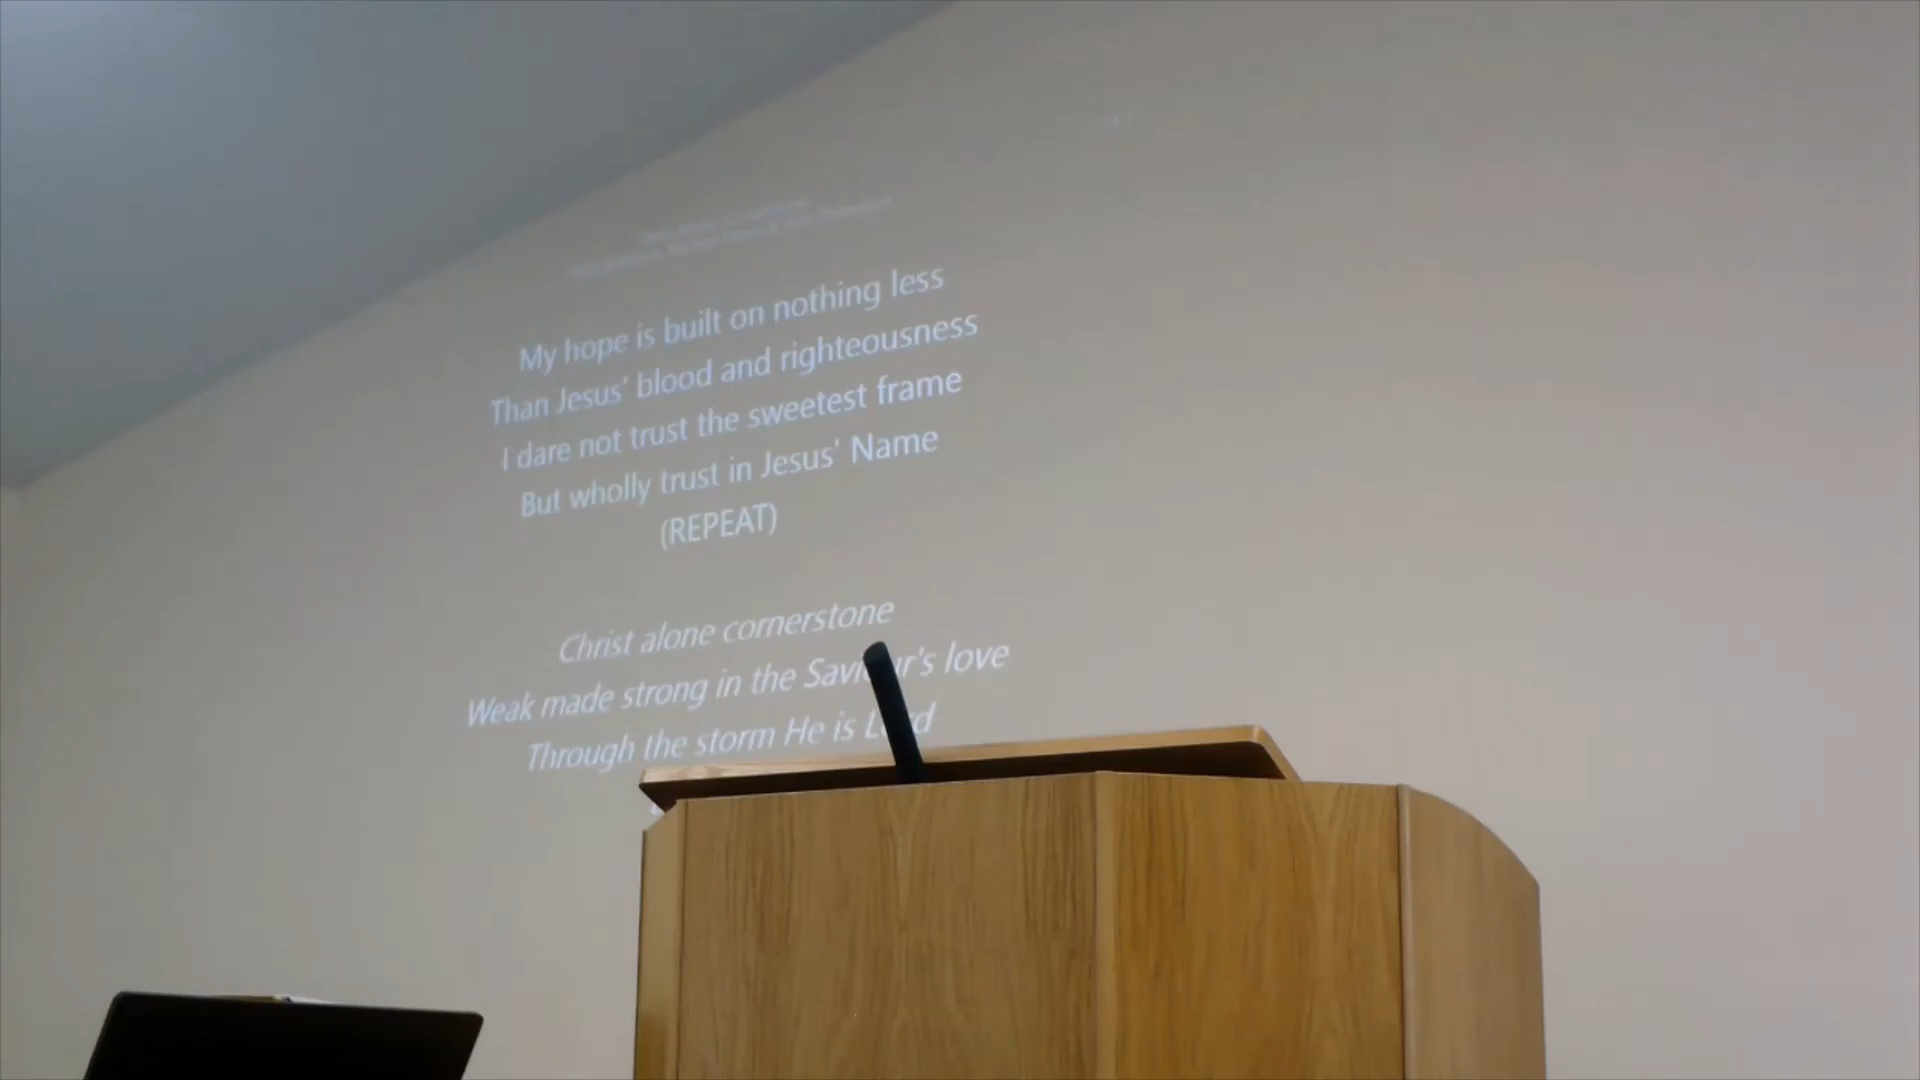 My hope is built on nothing less
Than Jesus' blood and righteousness
I dare not trust the sweetest frame
But wholly trust in Jesus' Name
(REPEAT)
Christ alone cornerstone
Weak made strong in the Saviour's love
Through the storm He is Lord